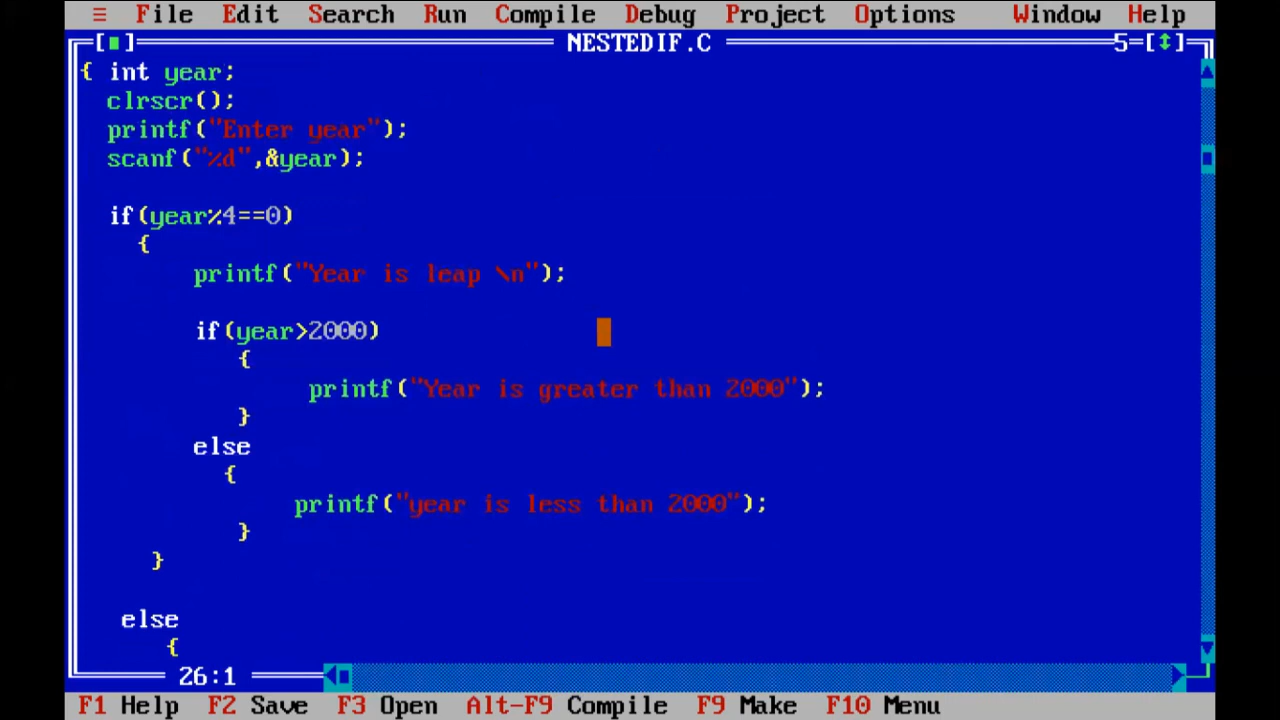 ≡ File Edit Search Run Compile Debug Project Options Window Help
[■] NESTEDIF.C 5=[↕]
{ int year;
clrscr();
printf("Enter year");
scanf("%d",&year);
if(year%4==0)
{
printf("Year is leap \n");
if(year>2000)
{
printf("Year is greater than 2000");
}
else
{
printf("year is less than 2000");
}
}
else
{
26:1
F1 Help F2 Save F3 Open Alt-F9 Compile F9 Make F10 Menu